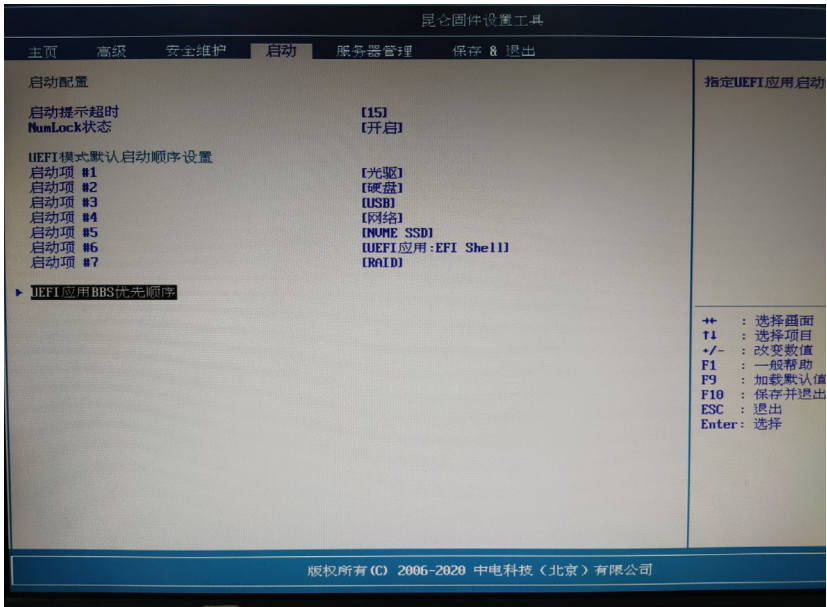 昆仑固件设置工具
主页 高级 安全维护 启动 服务器管理 保存 & 退出
启动配置
启动提示超时 [15]
NumLock状态 [开启]
UEFI模式默认启动顺序设置
启动项 #1 [光驱]
启动项 #2 [硬盘]
启动项 #3 [USB]
启动项 #4 [网络]
启动项 #5 [NVME SSD]
启动项 #6 [UEFI应用:EFI Shell]
启动项 #7 [RAID]
▶ UEFI应用BBS优先顺序
指定UEFI应用启动
→← : 选择画面
↑↓ : 选择项目
+/- : 改变数值
F1 : 一般帮助
F9 : 加载默认值
F10 : 保存并退出
ESC : 退出
Enter: 选择
版权所有(C) 2006-2020 中电科技（北京）有限公司